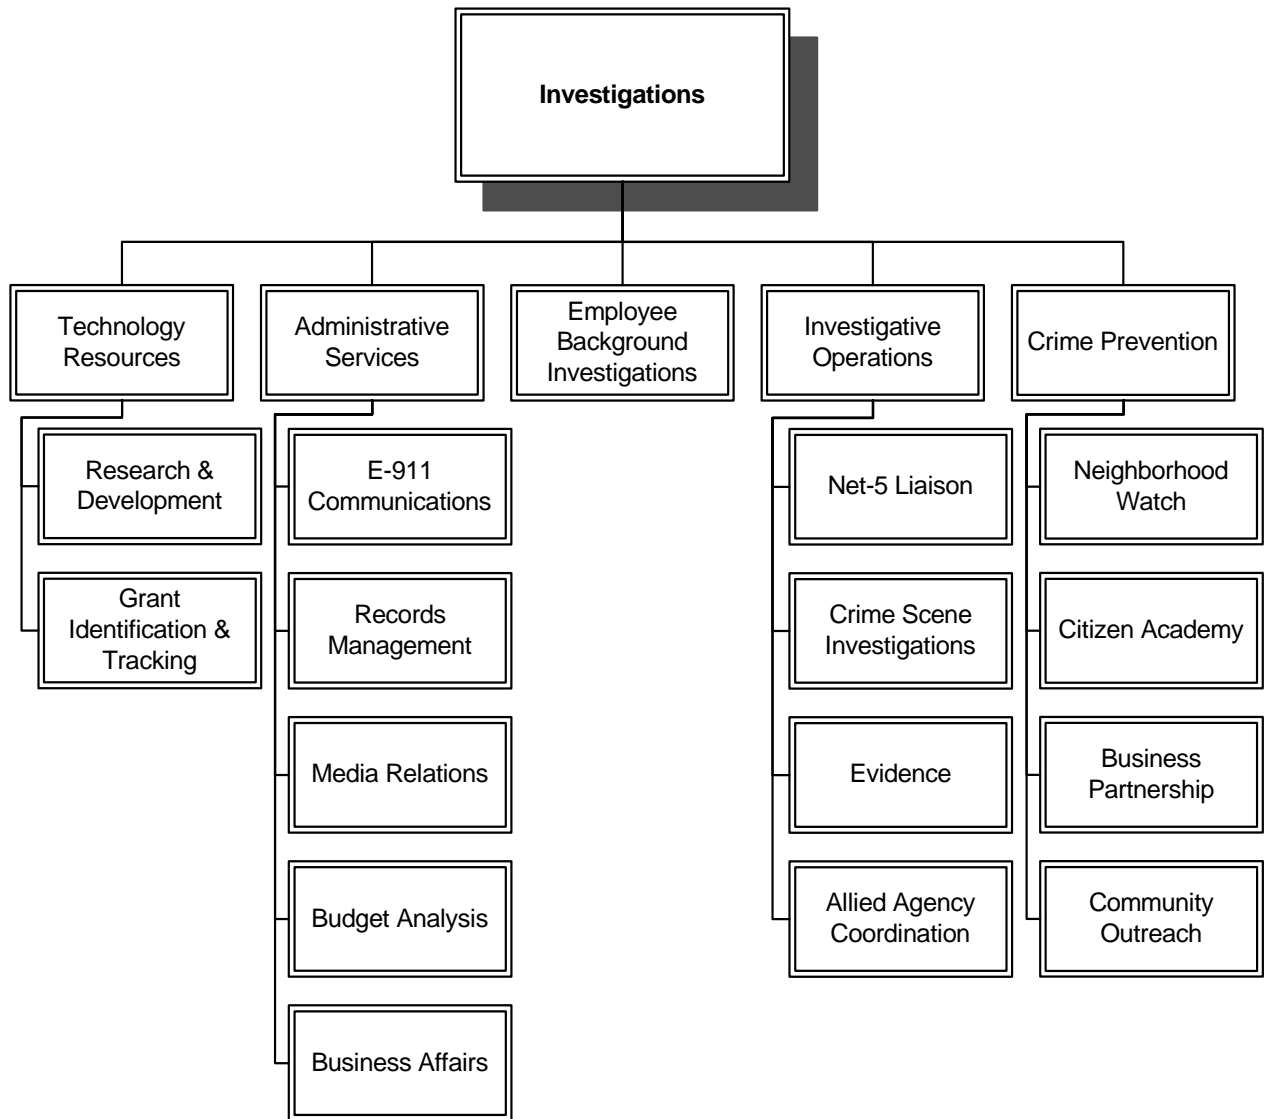 Investigations
Technology
Resources
Administrative
Services
Employee
Background
Investigations
Investigative
Operations
Crime Prevention
Research &
Development
Grant
Identification &
Tracking
E-911
Communications
Records
Management
Media Relations
Budget Analysis
Business Affairs
Net-5 Liaison
Crime Scene
Investigations
Evidence
Allied Agency
Coordination
Neighborhood
Watch
Citizen Academy
Business
Partnership
Community
Outreach